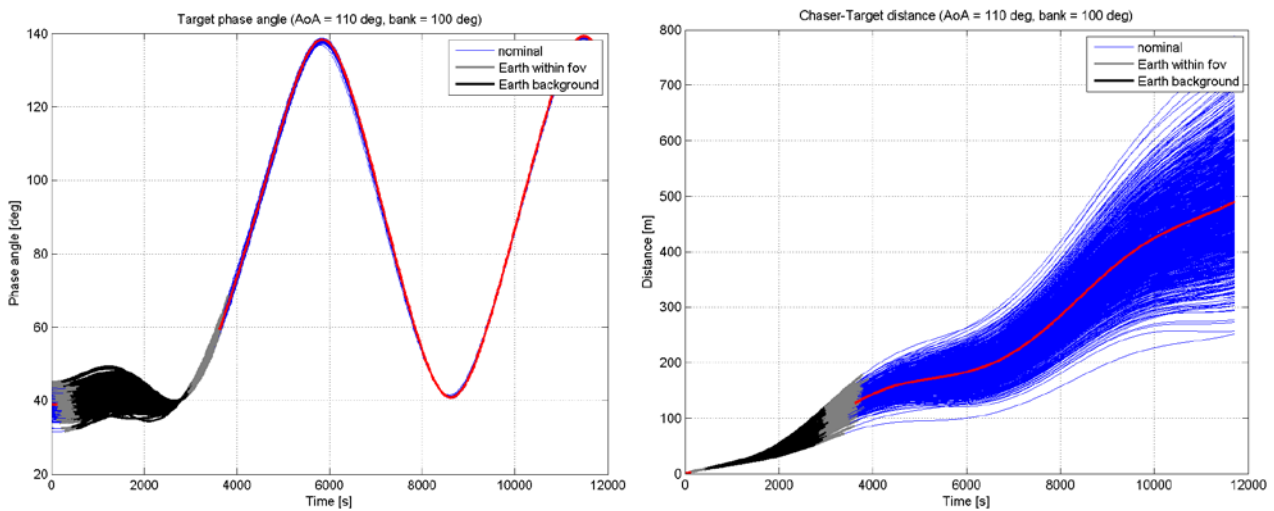 Target phase angle (AoA = 110 deg, bank = 100 deg)
140
120
100
80
60
40
20
Phase angle [deg]
nominal
Earth within fov
Earth background
0
2000
4000
6000
8000
10000
12000
Time [s]
Chaser-Target distance (AoA = 110 deg, bank = 100 deg)
800
700
600
500
400
300
200
100
0
Distance [m]
nominal
Earth within fov
Earth background
0
2000
4000
6000
8000
10000
12000
Time [s]